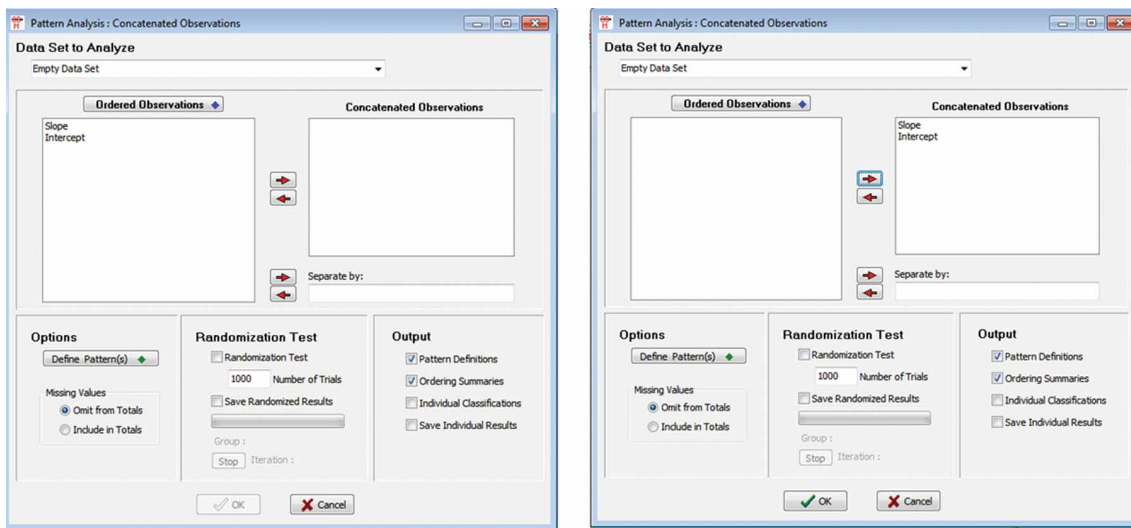 Pattern Analysis : Concatenated Observations
Data Set to Analyze
Empty Data Set
Ordered Observations
Concatenated Observations
Slope
Intercept
Separate by:
Options
Define Pattern(s)
Missing Values
Omit from Totals
Include in Totals
Randomization Test
Randomization Test
1000 Number of Trials
Save Randomized Results
Group :
Stop Iteration :
Output
Pattern Definitions
Ordering Summaries
Individual Classifications
Save Individual Results
OK Cancel
Pattern Analysis : Concatenated Observations
Data Set to Analyze
Empty Data Set
Ordered Observations
Concatenated Observations
Slope
Intercept
Separate by:
Options
Define Pattern(s)
Missing Values
Omit from Totals
Include in Totals
Randomization Test
Randomization Test
1000 Number of Trials
Save Randomized Results
Group :
Stop Iteration :
Output
Pattern Definitions
Ordering Summaries
Individual Classifications
Save Individual Results
OK Cancel